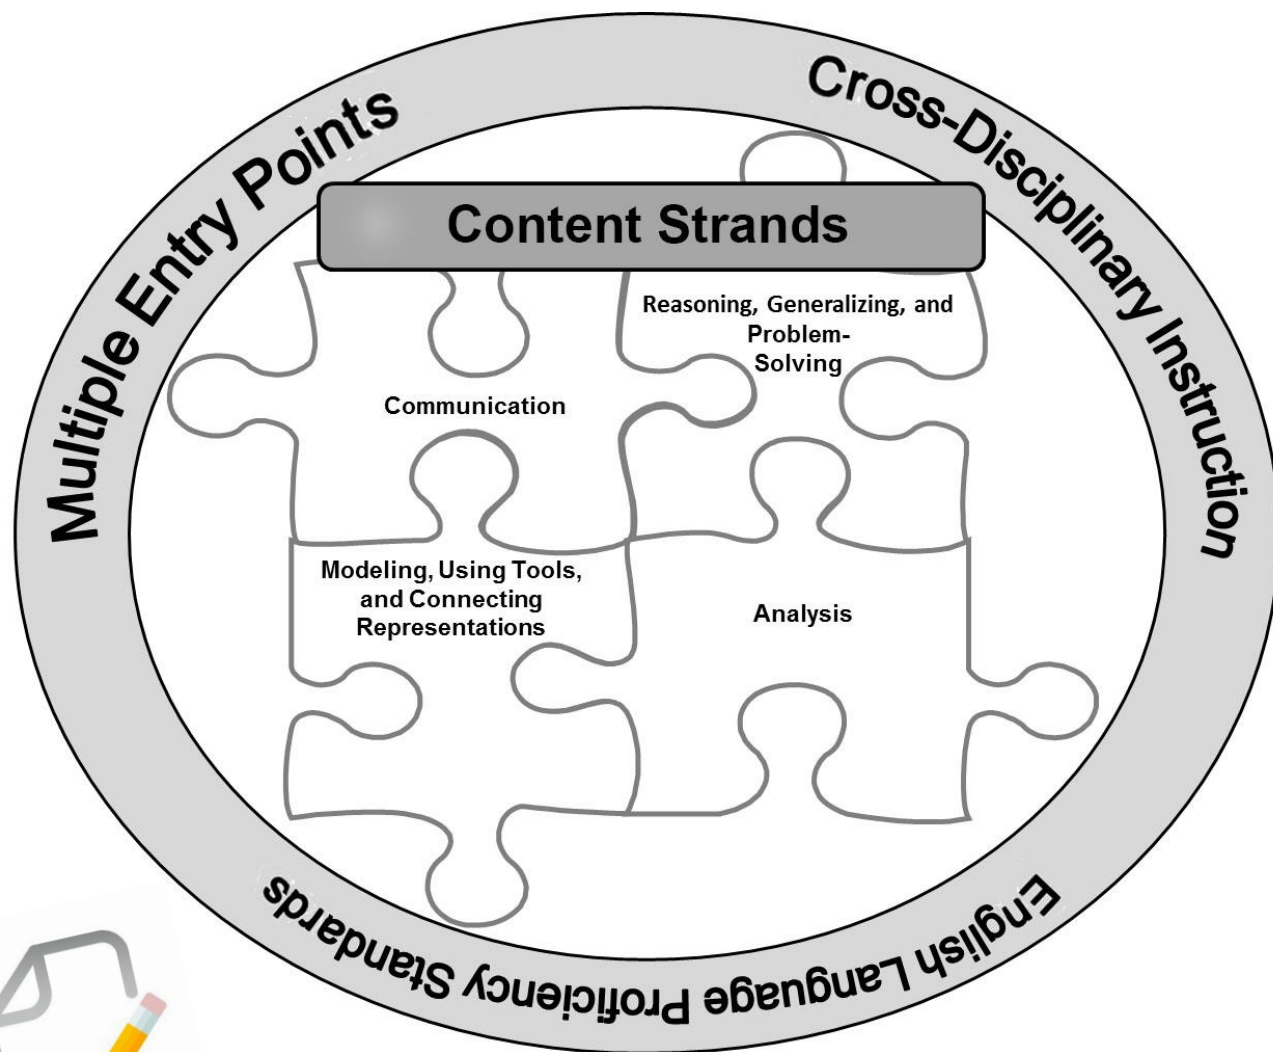 Multiple Entry Points
Cross-Disciplinary Instruction
Content Strands
Reasoning, Generalizing, and
Problem-
Solving
Communication
Modeling, Using Tools,
and Connecting
Representations
Analysis
English Language Proficiency Standards